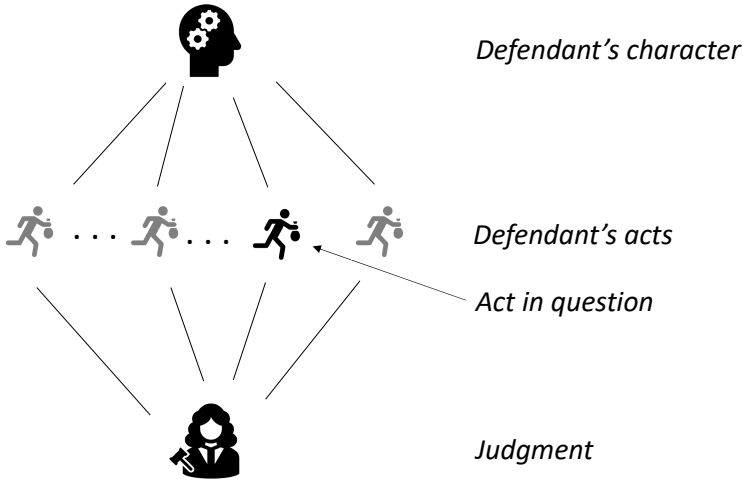 Defendant’s character
Defendant’s acts
Act in question
Judgment